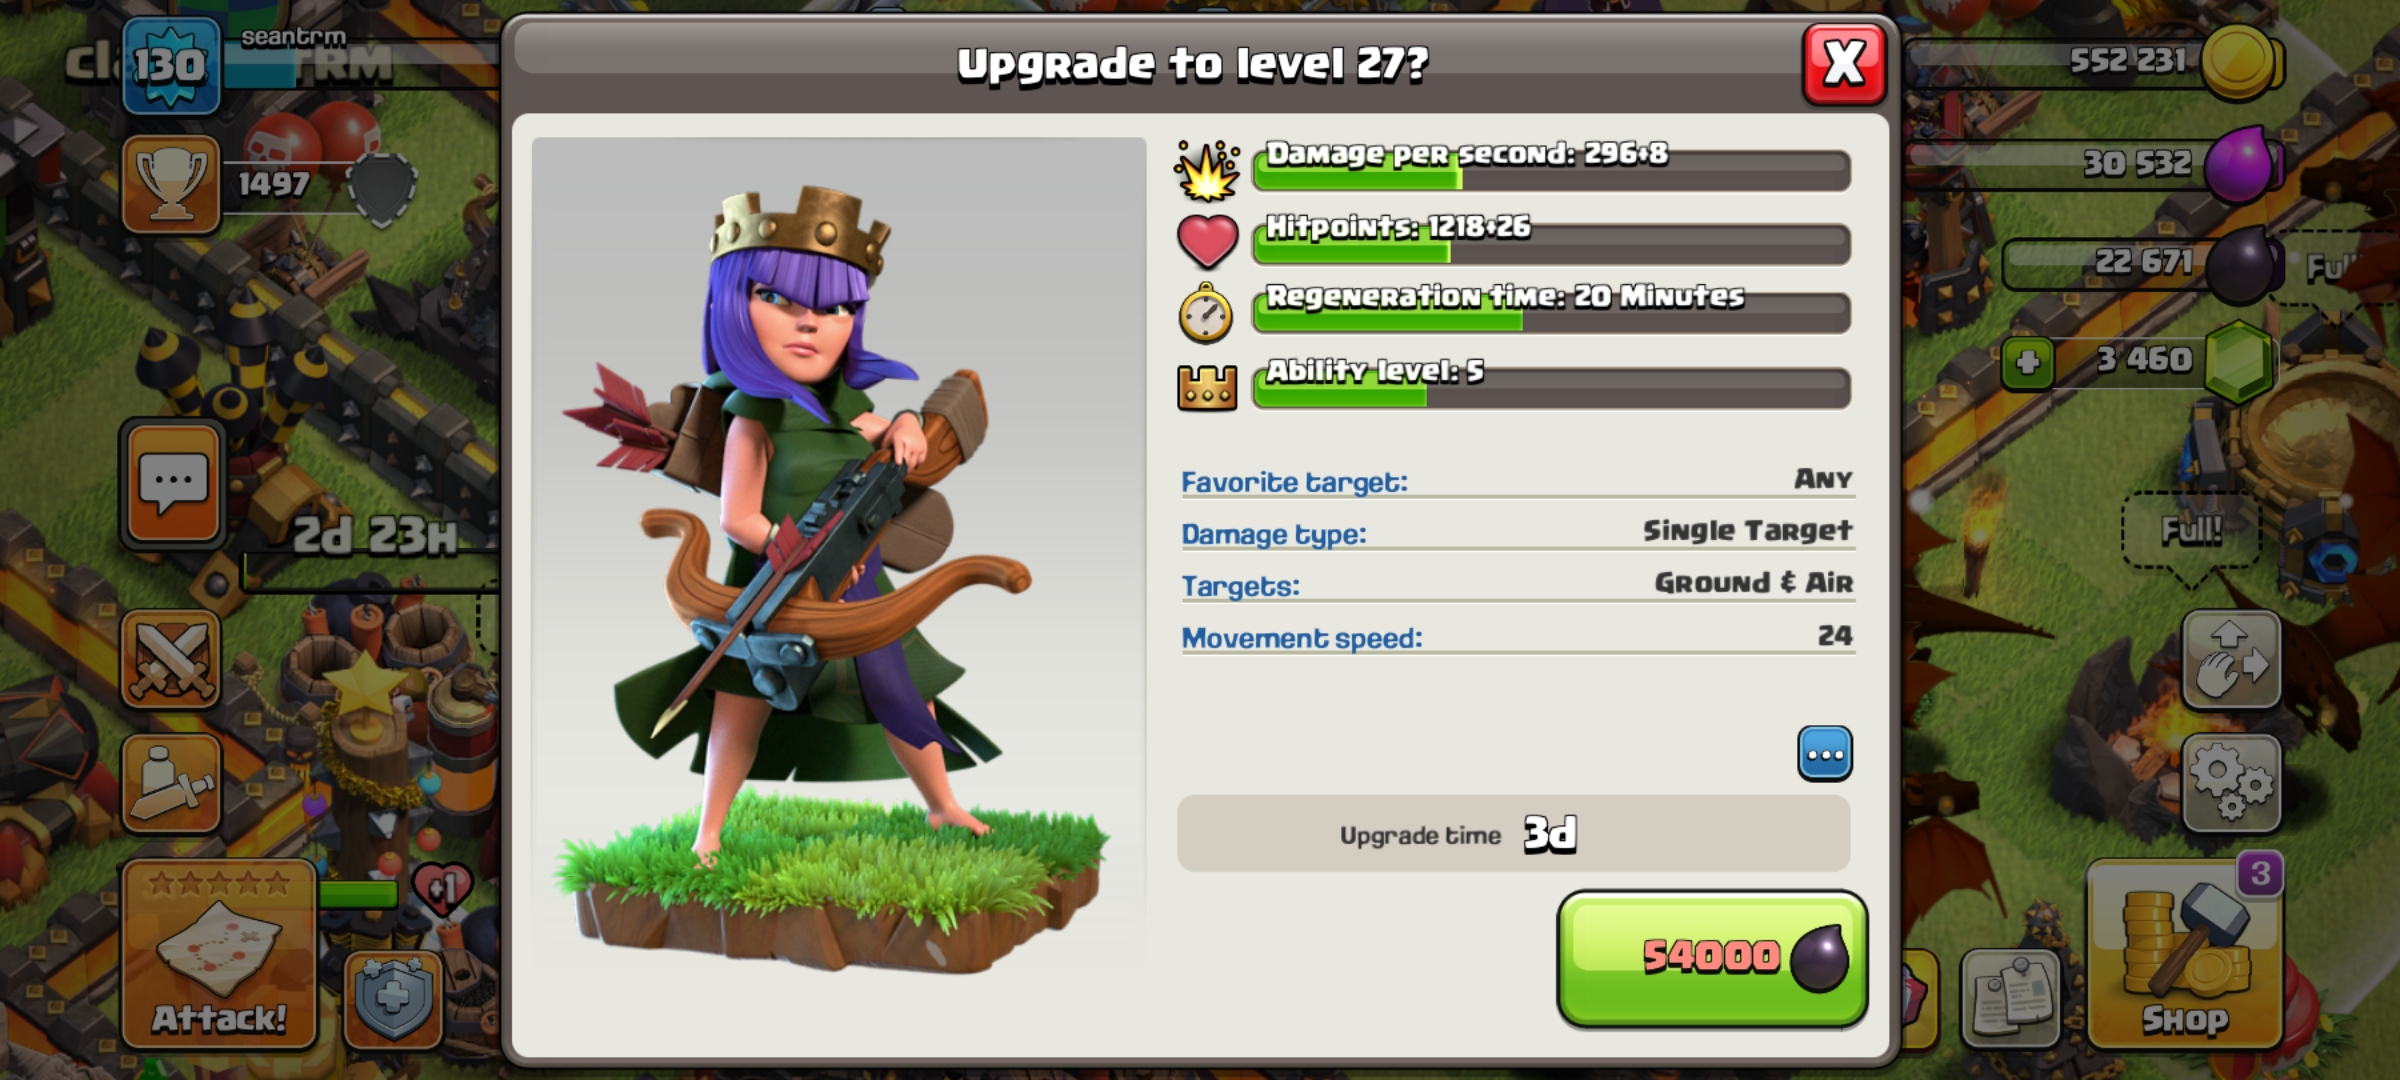 seantrm
130
1497
2d 23H
+1
Attack!
Upgrade to level 27?
X
Damage per second: 296+8
Hitpoints: 1218+26
Regeneration time: 20 Minutes
Ability level: 5
Favorite target: Any
Damage type: Single Target
Targets: Ground & Air
Movement speed: 24
Upgrade time 3d
54000
552 231
30 532
22 671
3 460
Full!
3
Shop